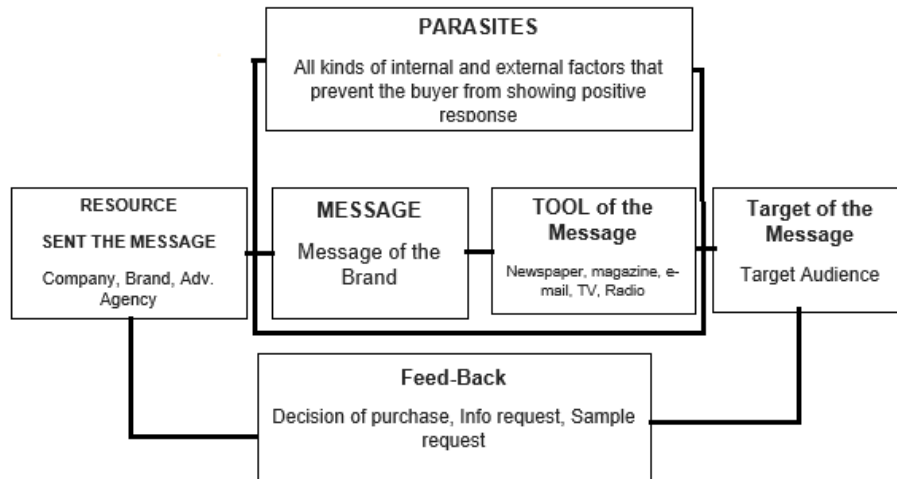 PARASITES
All kinds of internal and external factors that
prevent the buyer from showing positive
response
RESOURCE
SENT THE MESSAGE
Company, Brand, Adv.
Agency
MESSAGE
Message of the
Brand
TOOL of the
Message
Newspaper, magazine, e-
mail, TV, Radio
Target of the
Message
Target Audience
Feed-Back
Decision of purchase, Info request, Sample
request